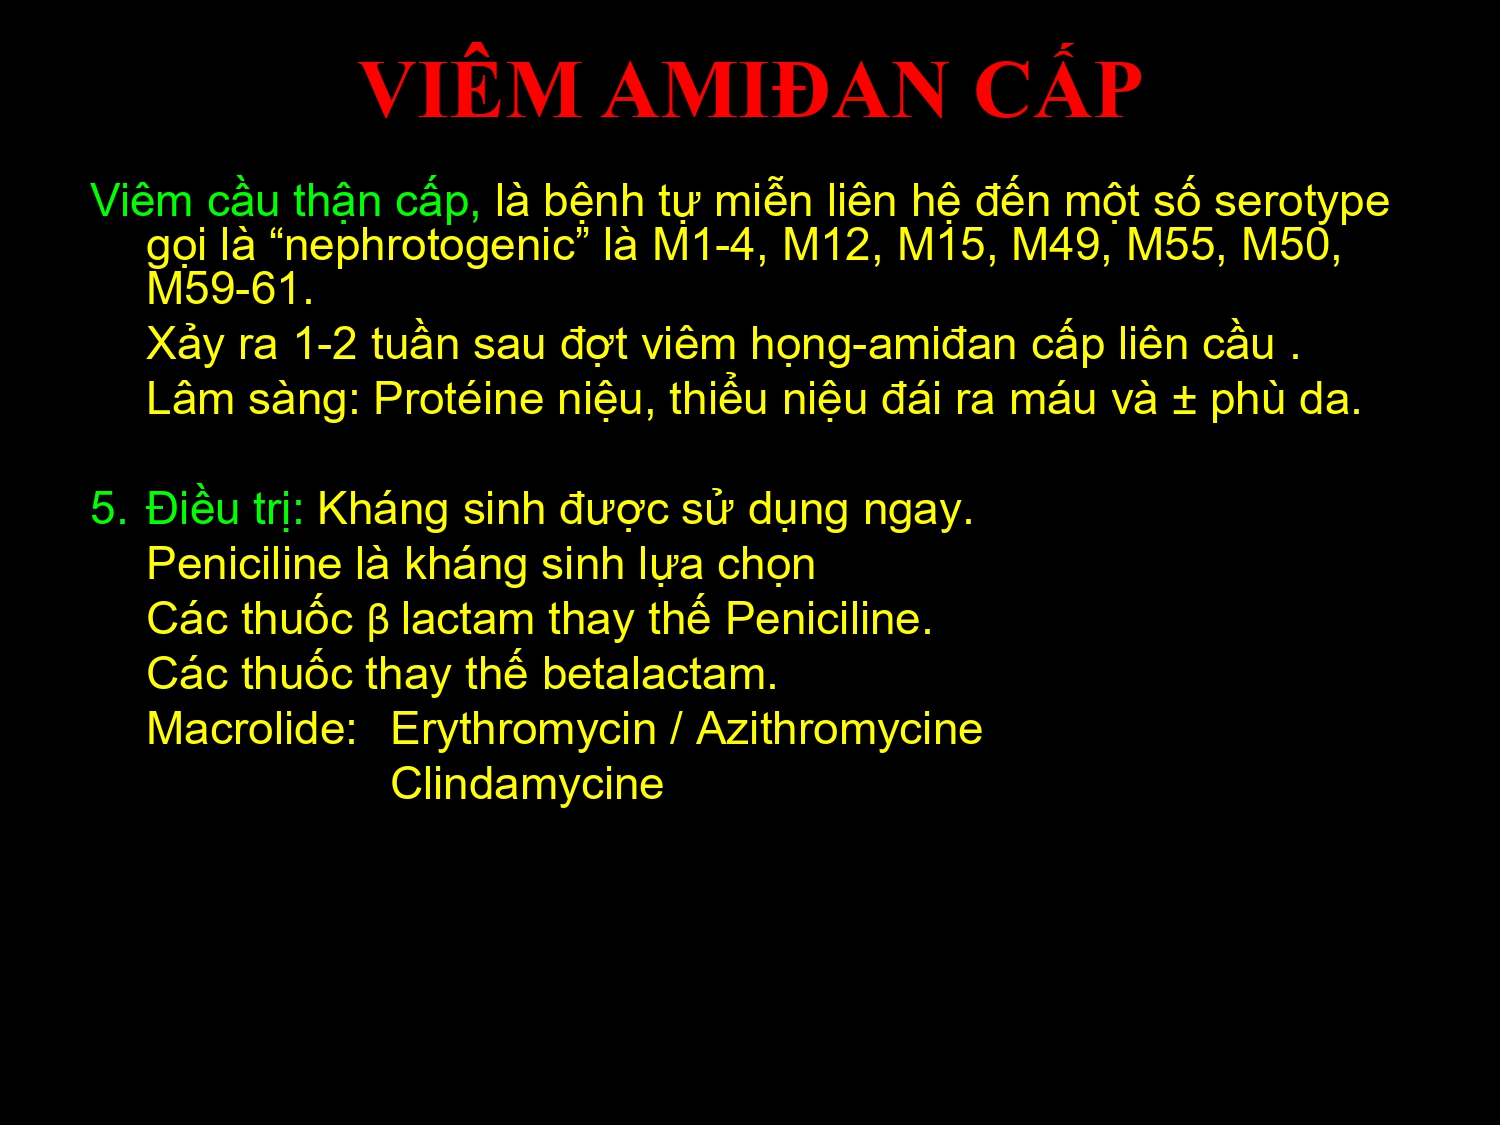 VIÊM AMIĐAN CẤP
Viêm cầu thận cấp, là bệnh tự miễn liên hệ đến một số serotype
gọi là “nephrotogenic” là M1-4, M12, M15, M49, M55, M50,
M59-61.
Xảy ra 1-2 tuần sau đợt viêm họng-amiđan cấp liên cầu .
Lâm sàng: Protéine niệu, thiểu niệu đái ra máu và ± phù da.
5. Điều trị: Kháng sinh được sử dụng ngay.
Peniciline là kháng sinh lựa chọn
Các thuốc β lactam thay thế Peniciline.
Các thuốc thay thế betalactam.
Macrolide: Erythromycin / Azithromycine
Clindamycine